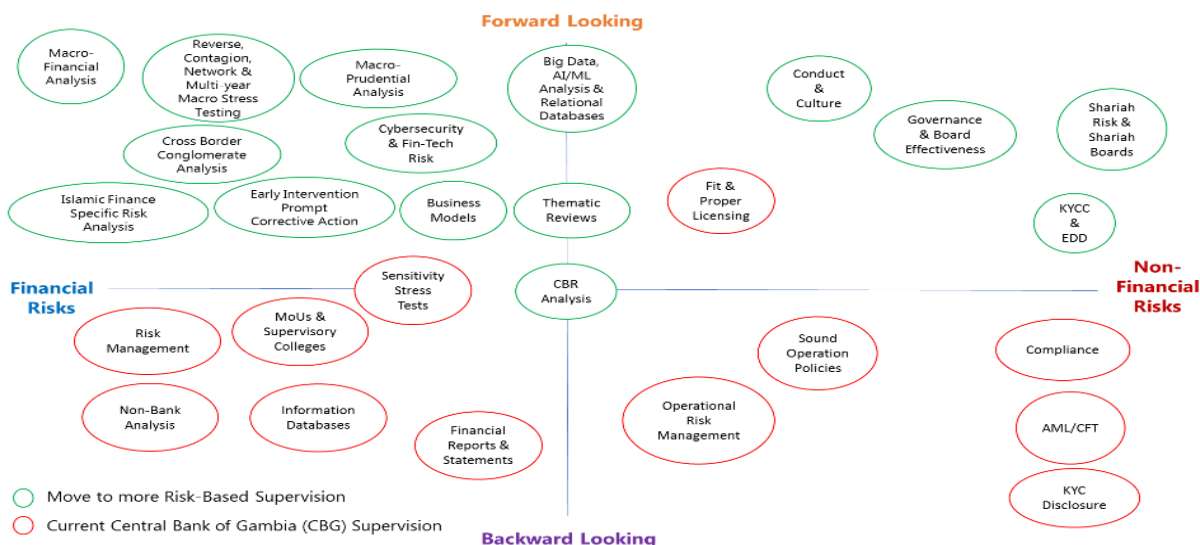 Forward Looking
Macro-
Financial
Analysis
Reverse,
Contagion,
Network &
Multi-year
Macro Stress
Testing
Macro-
Prudential
Analysis
Big Data,
AI/ML
Analysis &
Relational
Databases
Conduct
&
Culture
Governance
& Board
Effectiveness
Shariah
Risk &
Shariah
Boards
Cross Border
Conglomerate
Analysis
Cybersecurity
& Fin-Tech
Risk
Islamic Finance
Specific Risk
Analysis
Early Intervention
Prompt
Corrective Action
Business
Models
Thematic
Reviews
Fit &
Proper
Licensing
KYCC
& EDD
Financial
Risks
Sensitivity
Stress
Tests
CBR
Analysis
Non-
Financial
Risks
Risk
Management
MoUs &
Supervisory
Colleges
Sound
Operation
Policies
Compliance
Non-Bank
Analysis
Information
Databases
Financial
Reports &
Statements
Operational
Risk
Management
AML/CFT
KYC
Disclosure
Move to more Risk-Based Supervision
Current Central Bank of Gambia (CBG) Supervision
Backward Looking